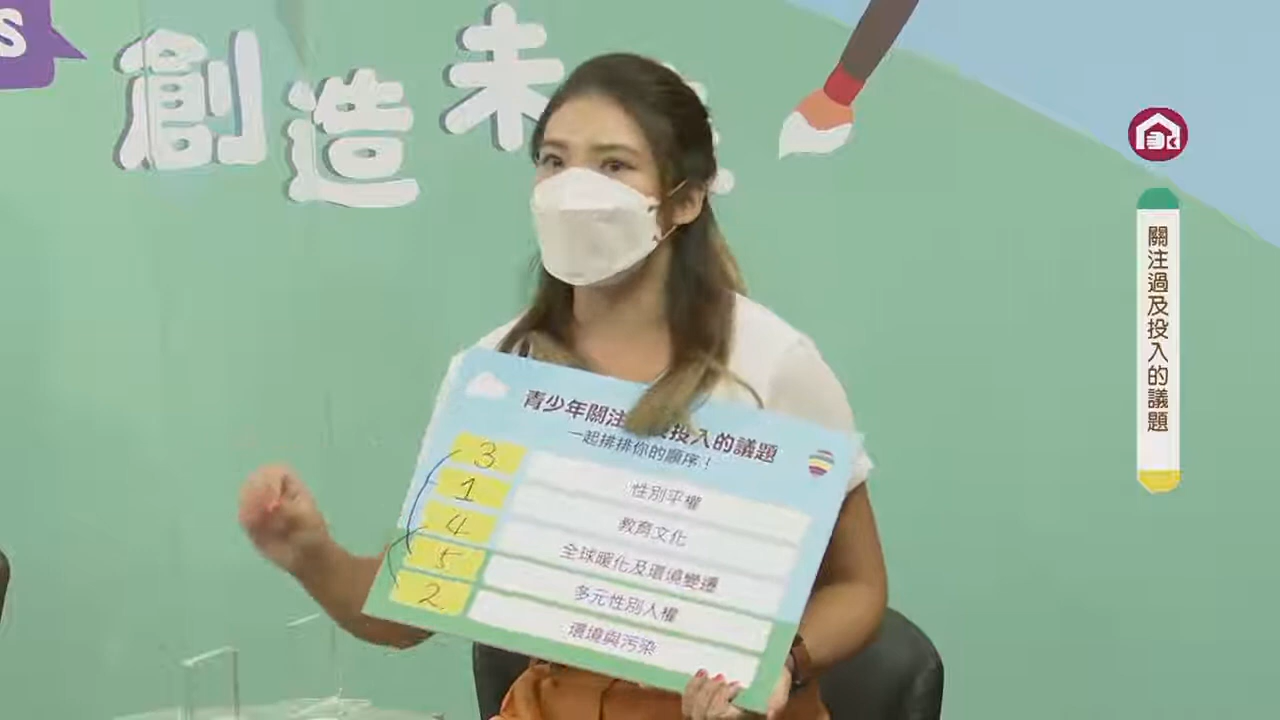 S
創造未
關注過及投入的議題
青少年關注 投入的議題
一起排排你的順序！
3 性別平權
1 教育文化
4 全球暖化及環境變遷
5 多元性別人權
2 環境與污染